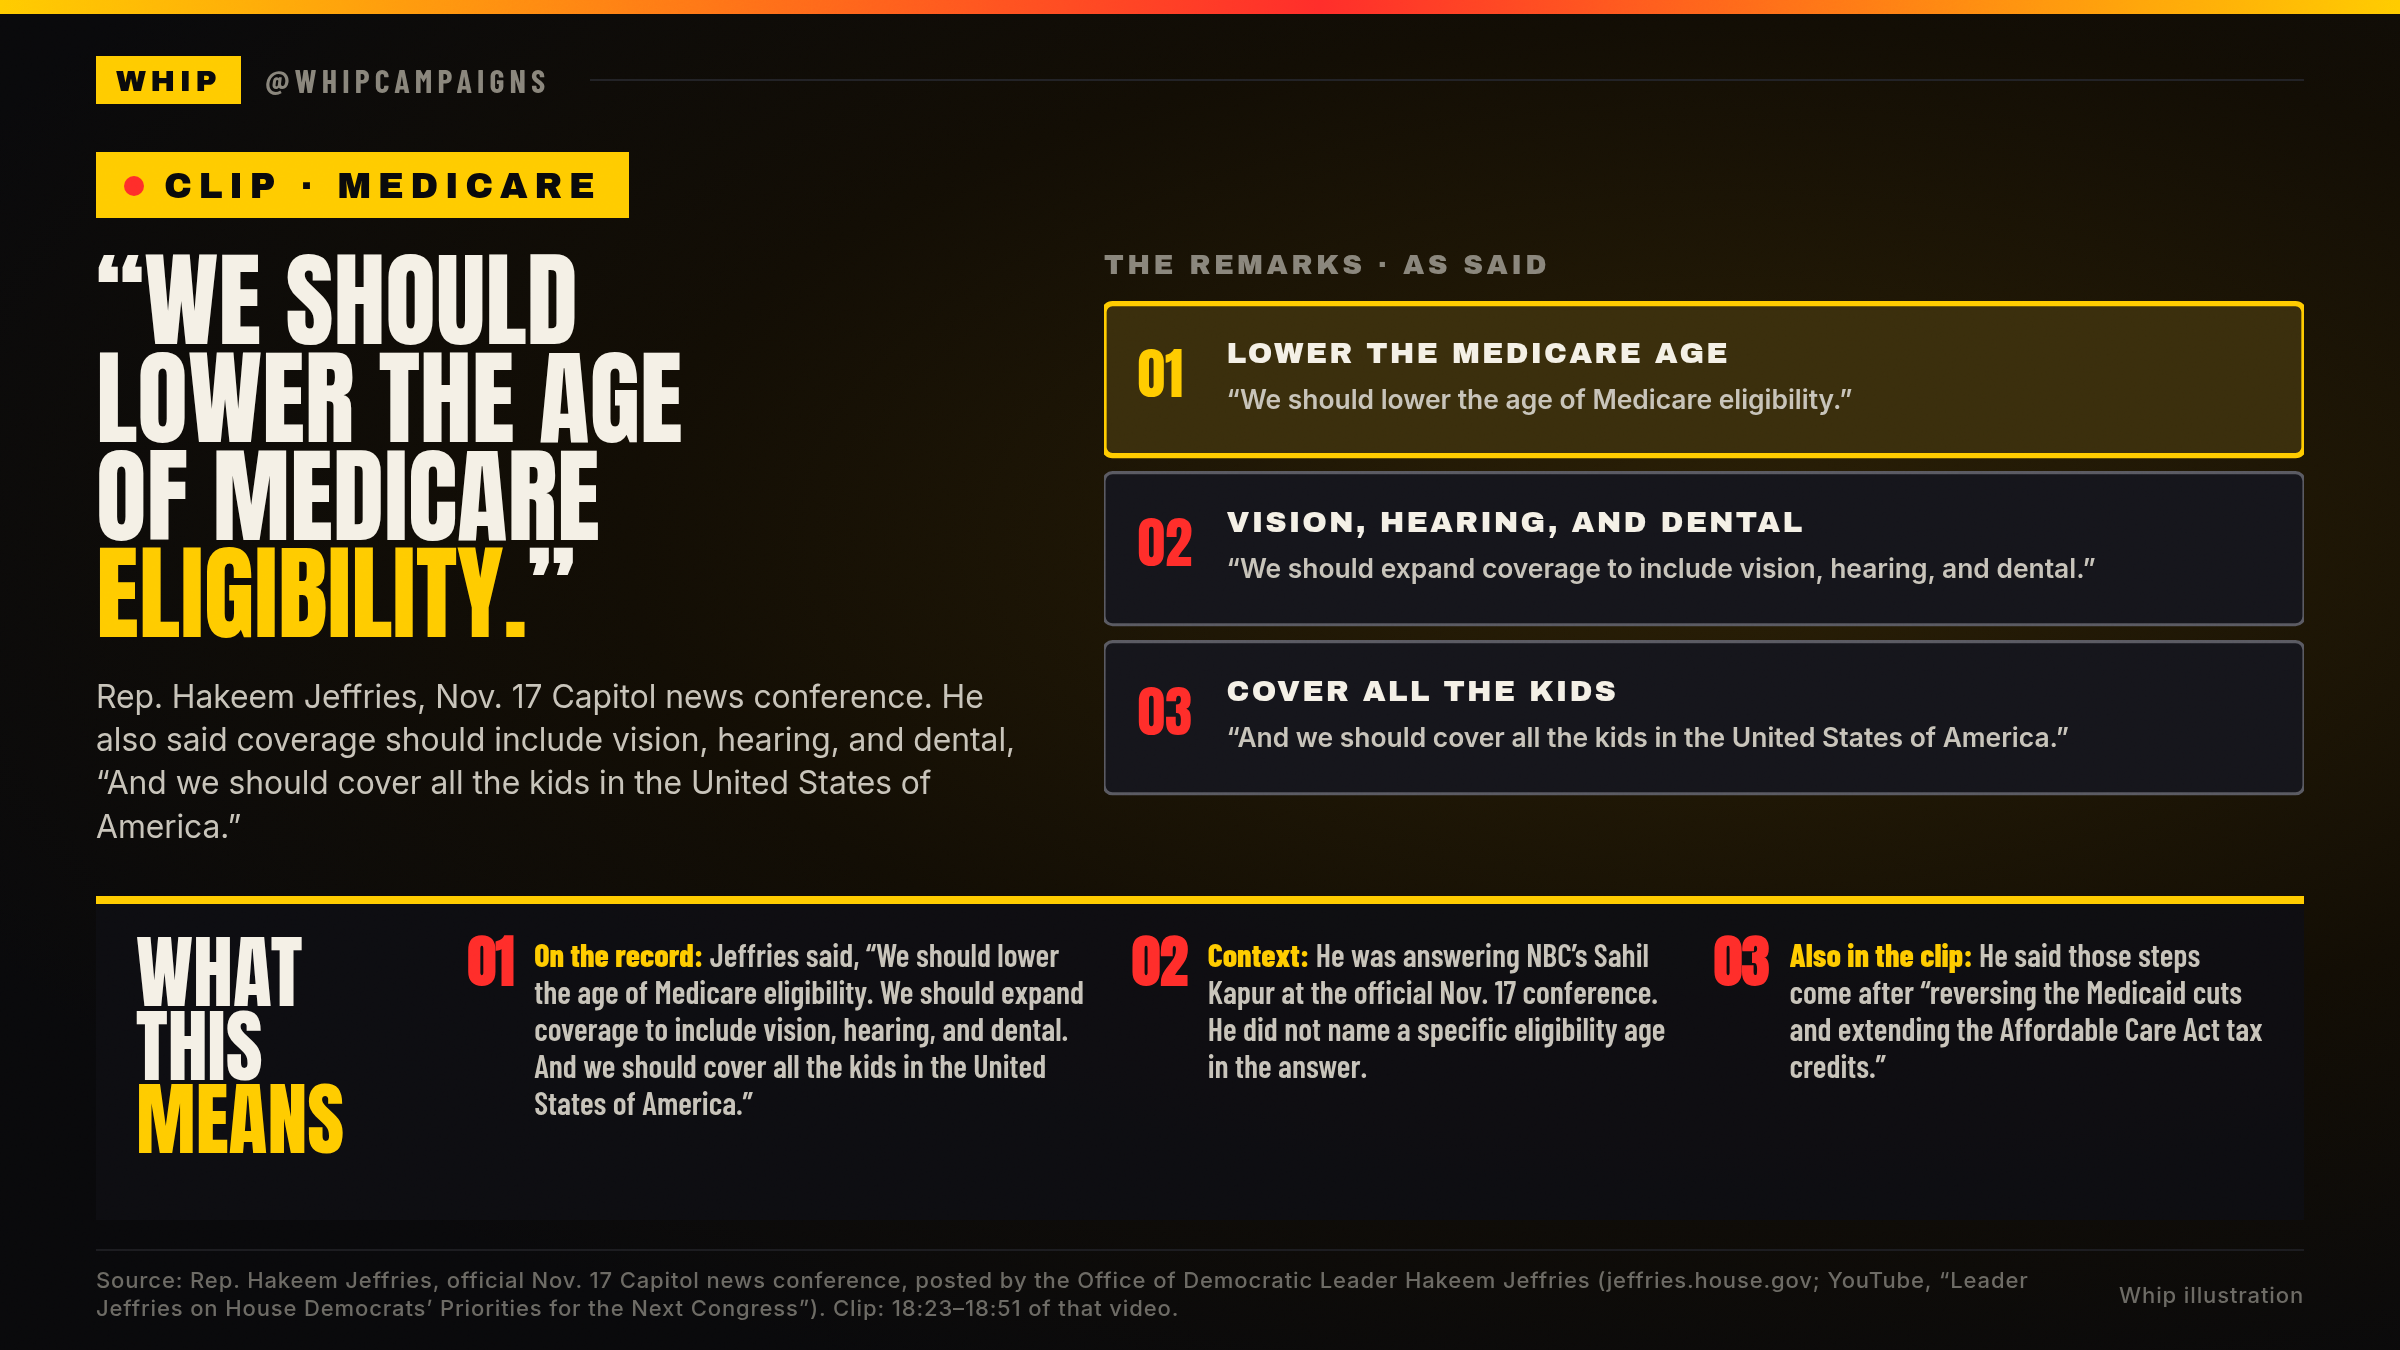 WHIP
@WHIPCAMPAIGNS
CLIP · MEDICARE
“WE SHOULD
LOWER THE AGE
OF MEDICARE
ELIGIBILITY.”
Rep. Hakeem Jeffries, Nov. 17 Capitol news conference. He
also said coverage should include vision, hearing, and dental,
“And we should cover all the kids in the United States of
America.”
THE REMARKS · AS SAID
01
LOWER THE MEDICARE AGE
“We should lower the age of Medicare eligibility.”
02
VISION, HEARING, AND DENTAL
“We should expand coverage to include vision, hearing, and dental.”
03
COVER ALL THE KIDS
“And we should cover all the kids in the United States of America.”
WHAT
THIS
MEANS
01
On the record: Jeffries said, “We should lower
the age of Medicare eligibility. We should expand
coverage to include vision, hearing, and dental.
And we should cover all the kids in the United
States of America.”
02
Context: He was answering NBC’s Sahil
Kapur at the official Nov. 17 conference.
He did not name a specific eligibility age
in the answer.
03
Also in the clip: He said those steps
come after “reversing the Medicaid cuts
and extending the Affordable Care Act tax
credits.”
Source: Rep. Hakeem Jeffries, official Nov. 17 Capitol news conference, posted by the Office of Democratic Leader Hakeem Jeffries (jeffries.house.gov; YouTube, “Leader
Jeffries on House Democrats’ Priorities for the Next Congress”). Clip: 18:23–18:51 of that video.
Whip illustration